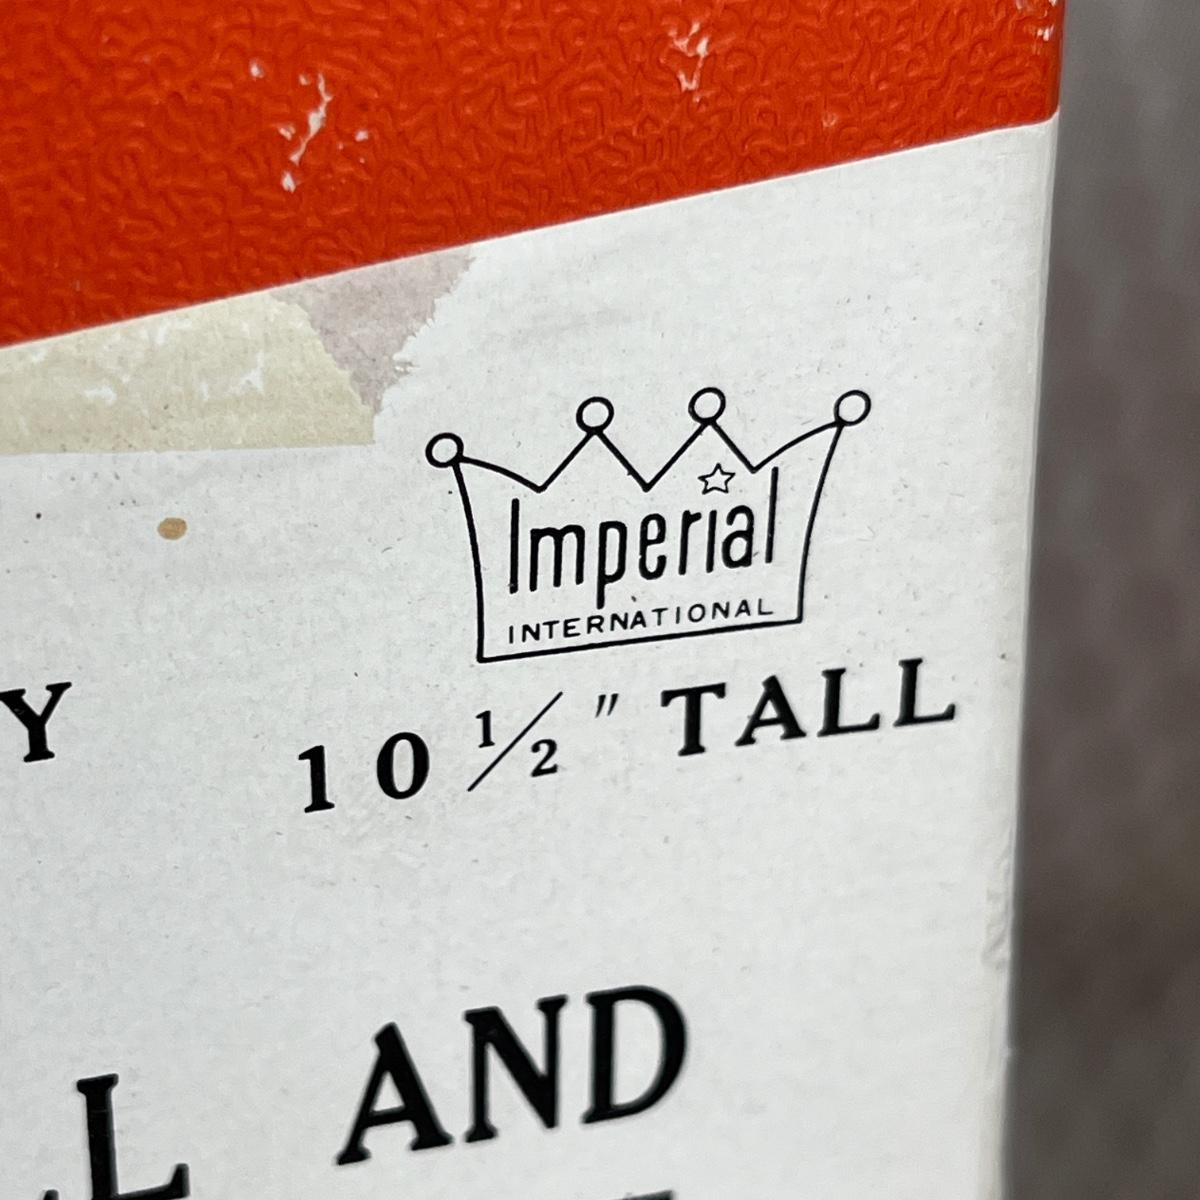 Imperial
INTERNATIONAL
10 ½" TALL
AND